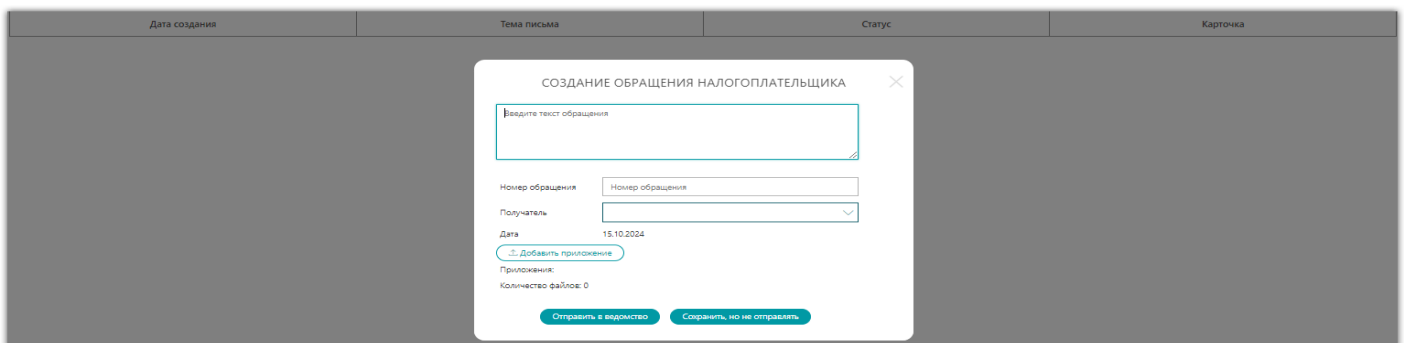 Дата создания Тема письма Статус Карточка
СОЗДАНИЕ ОБРАЩЕНИЯ НАЛОГОПЛАТЕЛЬЩИКА
Введите текст обращения
Номер обращения Номер обращения
Получатель
Дата 15.10.2024
Добавить приложение
Приложения:
Количество файлов: 0
Отправить в ведомство Сохранить, но не отправлять